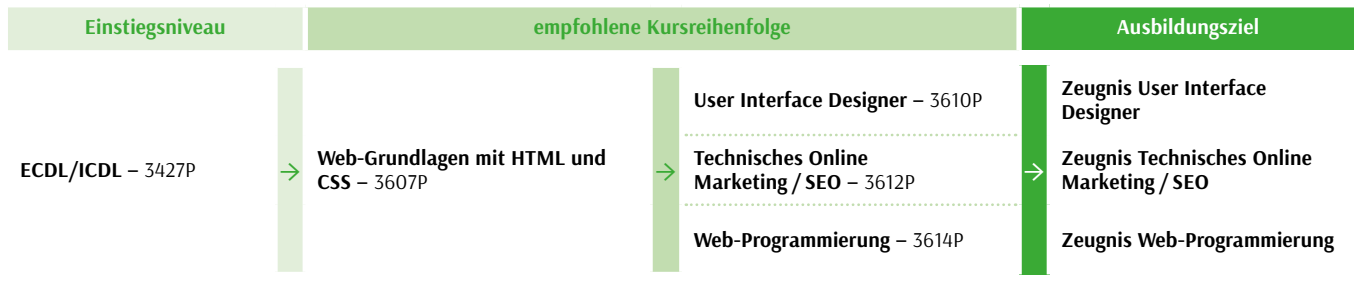 Einstiegsniveau
empfohlene Kursreihenfolge
Ausbildungsziel
ECDL/ICDL – 3427P
→
Web-Grundlagen mit HTML und
CSS – 3607P
→
User Interface Designer – 3610P
Technisches Online
Marketing / SEO – 3612P
Web-Programmierung – 3614P
→
Zeugnis User Interface
Designer
Zeugnis Technisches Online
Marketing / SEO
Zeugnis Web-Programmierung